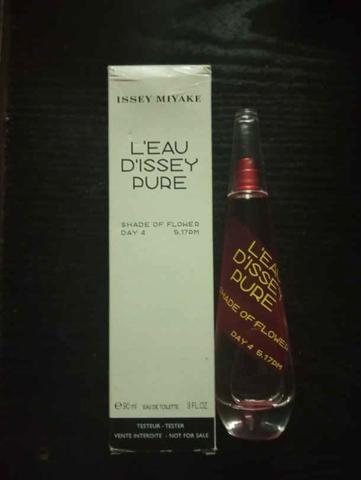 ISSEY MIYAKE
L'EAU
D'ISSEY
PURE
SHADE OF FLOWER
DAY 4 5.17PM
℮ 90 ml EAU DE TOILETTE 3 FL.OZ.
TESTEUR - TESTER
VENTE INTERDITE - NOT FOR SALE
L'EAU
D'ISSEY
PURE
SHADE OF FLOWER
DAY 4 5.17PM